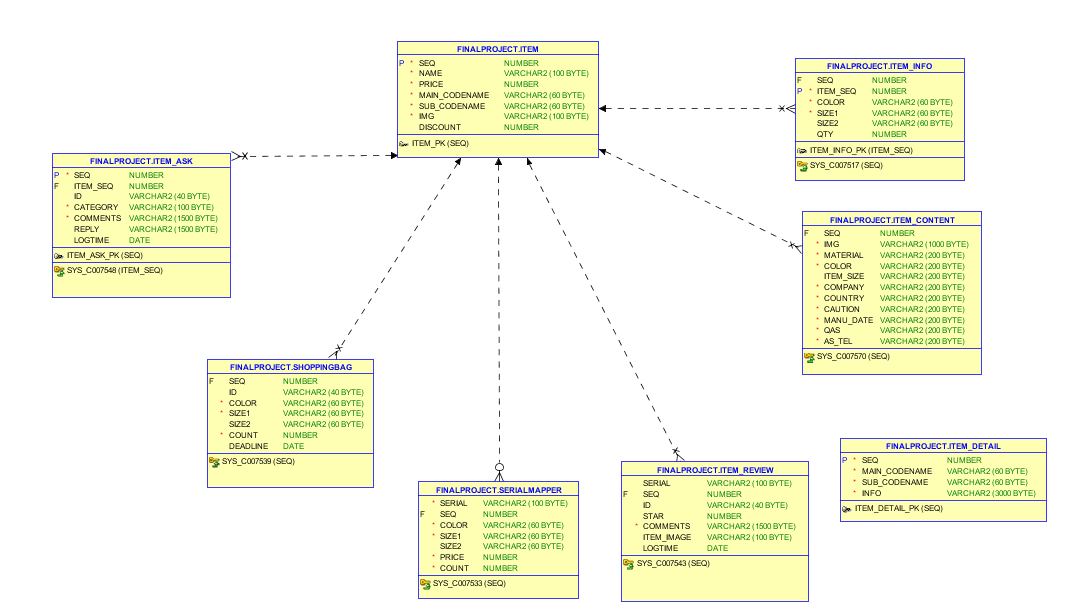 FINALPROJECT.ITEM
P * SEQ NUMBER
* NAME VARCHAR2 (100 BYTE)
* PRICE NUMBER
* MAIN_CODENAME VARCHAR2 (60 BYTE)
* SUB_CODENAME VARCHAR2 (60 BYTE)
* IMG VARCHAR2 (100 BYTE)
DISCOUNT NUMBER
ITEM_PK (SEQ)
FINALPROJECT.ITEM_INFO
F SEQ NUMBER
P * ITEM_SEQ NUMBER
* COLOR VARCHAR2 (60 BYTE)
* SIZE1 VARCHAR2 (60 BYTE)
SIZE2 VARCHAR2 (60 BYTE)
QTY NUMBER
ITEM_INFO_PK (ITEM_SEQ)
SYS_C007517 (SEQ)
FINALPROJECT.ITEM_ASK
P * SEQ NUMBER
F ITEM_SEQ NUMBER
ID VARCHAR2 (40 BYTE)
* CATEGORY VARCHAR2 (100 BYTE)
* COMMENTS VARCHAR2 (1500 BYTE)
REPLY VARCHAR2 (1500 BYTE)
LOGTIME DATE
ITEM_ASK_PK (SEQ)
SYS_C007548 (ITEM_SEQ)
FINALPROJECT.ITEM_CONTENT
F SEQ NUMBER
* IMG VARCHAR2 (1000 BYTE)
* MATERIAL VARCHAR2 (200 BYTE)
* COLOR VARCHAR2 (200 BYTE)
ITEM_SIZE VARCHAR2 (200 BYTE)
* COMPANY VARCHAR2 (200 BYTE)
* COUNTRY VARCHAR2 (200 BYTE)
* CAUTION VARCHAR2 (200 BYTE)
* MANU_DATE VARCHAR2 (200 BYTE)
* QAS VARCHAR2 (200 BYTE)
* AS_TEL VARCHAR2 (200 BYTE)
SYS_C007570 (SEQ)
FINALPROJECT.SHOPPINGBAG
F SEQ NUMBER
ID VARCHAR2 (40 BYTE)
* COLOR VARCHAR2 (60 BYTE)
* SIZE1 VARCHAR2 (60 BYTE)
SIZE2 VARCHAR2 (60 BYTE)
* COUNT NUMBER
DEADLINE DATE
SYS_C007539 (SEQ)
FINALPROJECT.SERIALMAPPER
* SERIAL VARCHAR2 (100 BYTE)
F SEQ NUMBER
* COLOR VARCHAR2 (60 BYTE)
* SIZE1 VARCHAR2 (60 BYTE)
SIZE2 VARCHAR2 (60 BYTE)
* PRICE NUMBER
* COUNT NUMBER
SYS_C007533 (SEQ)
FINALPROJECT.ITEM_REVIEW
SERIAL VARCHAR2 (100 BYTE)
F SEQ NUMBER
ID VARCHAR2 (40 BYTE)
STAR NUMBER
* COMMENTS VARCHAR2 (1500 BYTE)
ITEM_IMAGE VARCHAR2 (100 BYTE)
LOGTIME DATE
SYS_C007543 (SEQ)
FINALPROJECT.ITEM_DETAIL
P * SEQ NUMBER
* MAIN_CODENAME VARCHAR2 (60 BYTE)
* SUB_CODENAME VARCHAR2 (60 BYTE)
* INFO VARCHAR2 (3000 BYTE)
ITEM_DETAIL_PK (SEQ)